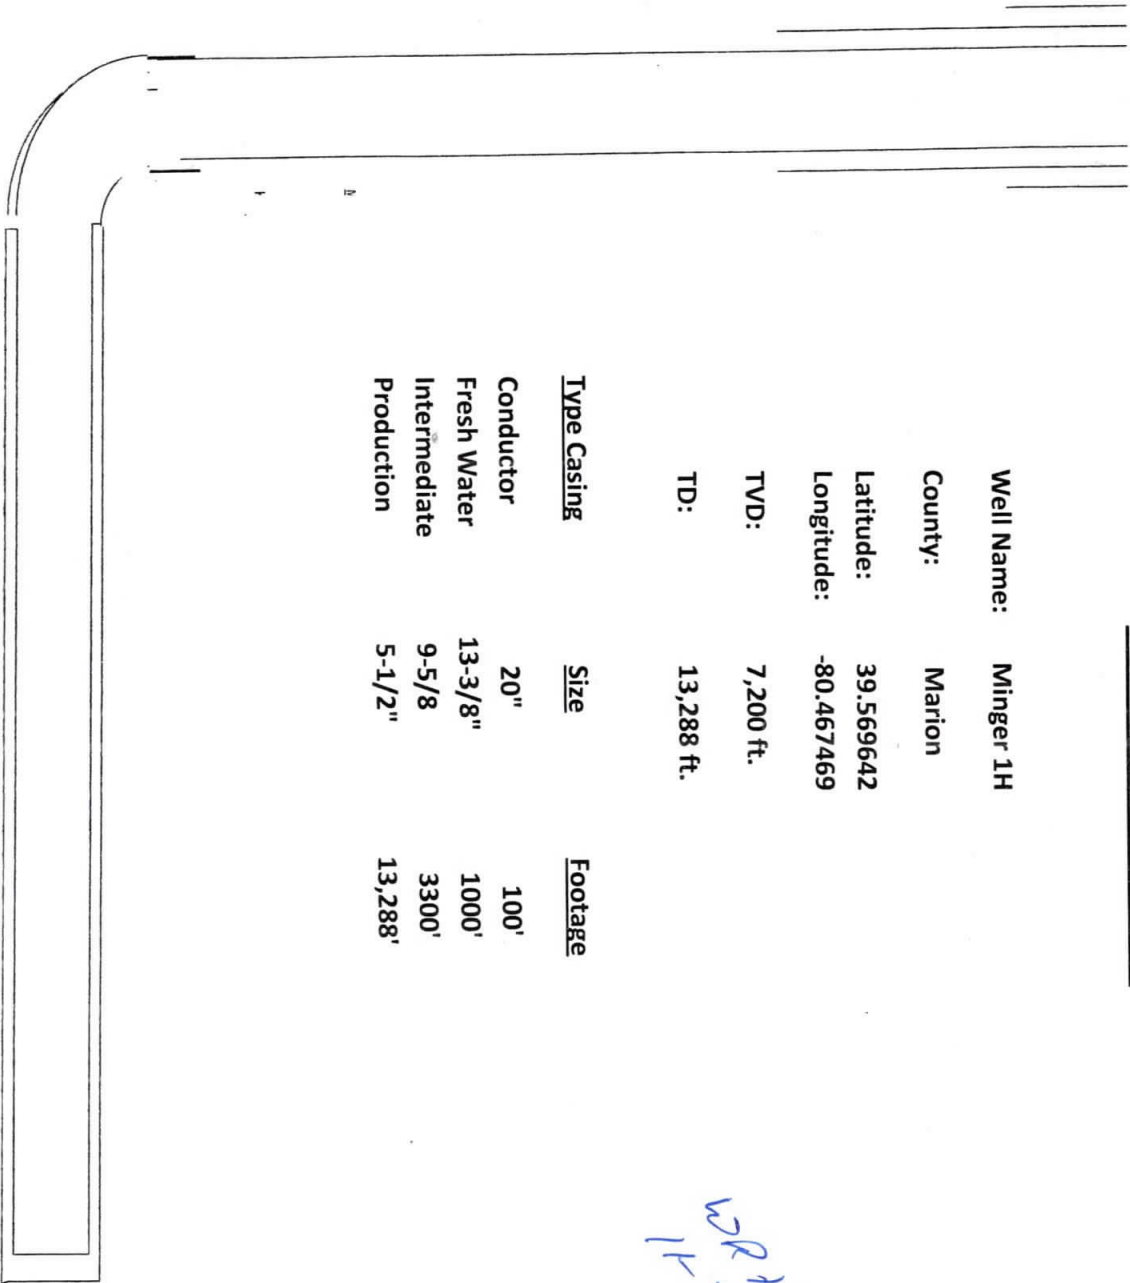 Well Name: Minger 1H
County: Marion
Latitude: 39.569642
Longitude: -80.467469
TVD: 7,200 ft.
TD: 13,288 ft.
Type Casing Size Footage
Conductor 20" 100'
Fresh Water 13-3/8" 1000'
Intermediate 9-5/8 3300'
Production 5-1/2" 13,288'